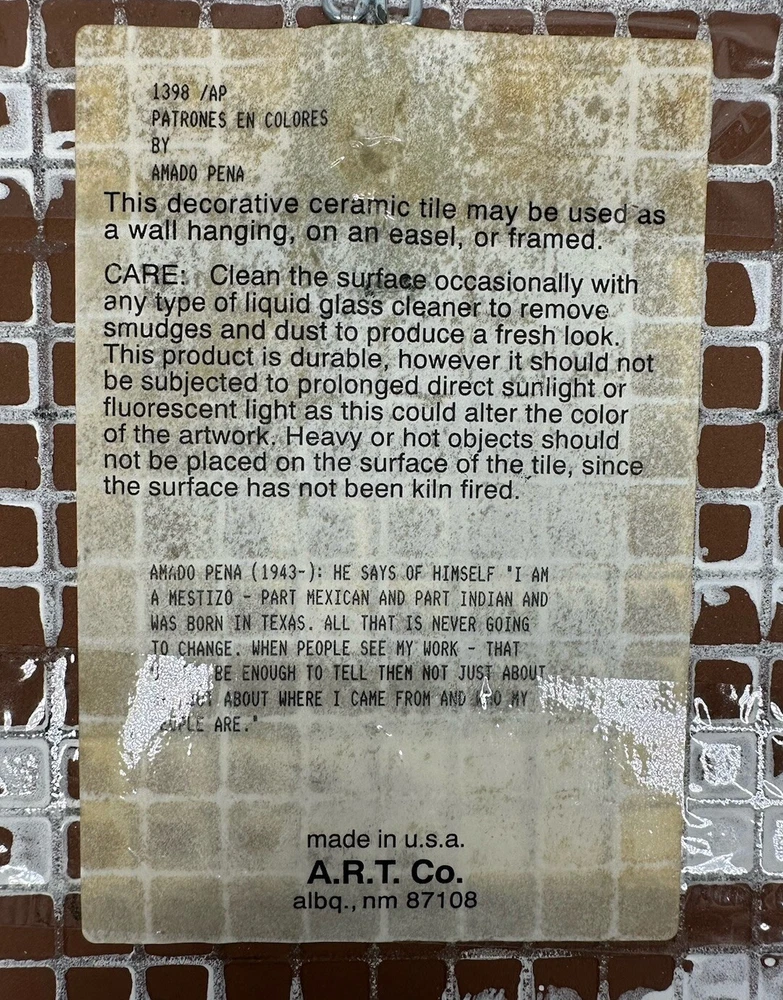 1398 /AP
PATRONES EN COLORES
BY
AMADO PENA
This decorative ceramic tile may be used as
a wall hanging, on an easel, or framed.
CARE: Clean the surface occasionally with
any type of liquid glass cleaner to remove
smudges and dust to produce a fresh look.
This product is durable, however it should not
be subjected to prolonged direct sunlight or
fluorescent light as this could alter the color
of the artwork. Heavy or hot objects should
not be placed on the surface of the tile, since
the surface has not been kiln fired.
AMADO PENA (1943-): HE SAYS OF HIMSELF "I AM
A MESTIZO - PART MEXICAN AND PART INDIAN AND
WAS BORN IN TEXAS. ALL THAT IS NEVER GOING
TO CHANGE. WHEN PEOPLE SEE MY WORK - THAT
BE ENOUGH TO TELL THEM NOT JUST ABOUT
ABOUT WHERE I CAME FROM AND WHO MY
PEOPLE ARE."
made in u.s.a.
A.R.T. Co.
albq., nm 87108